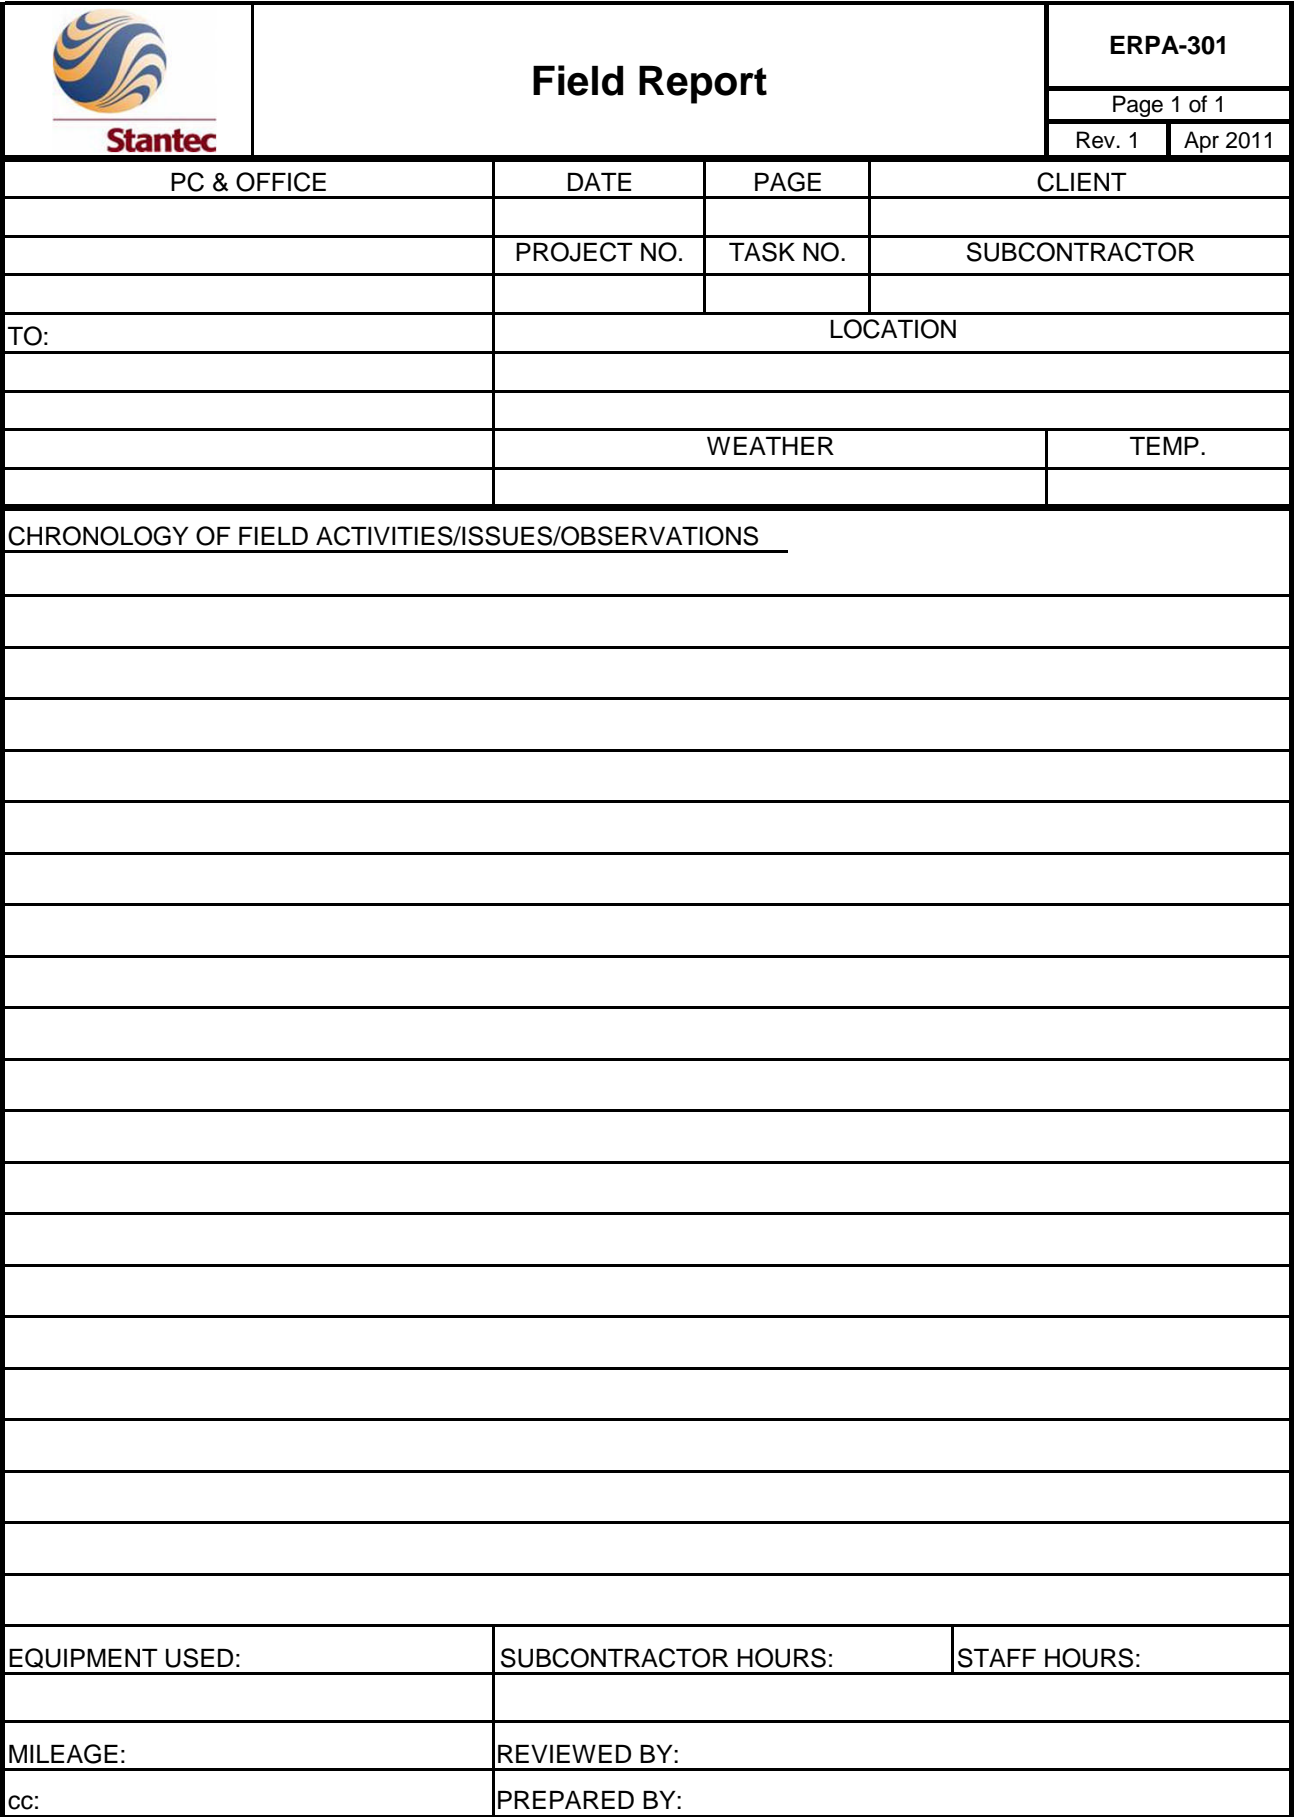 Stantec
Field Report
ERPA-301
Page 1 of 1
Rev. 1 Apr 2011
PC & OFFICE DATE PAGE CLIENT
PROJECT NO. TASK NO. SUBCONTRACTOR
TO: LOCATION
WEATHER TEMP.
CHRONOLOGY OF FIELD ACTIVITIES/ISSUES/OBSERVATIONS
EQUIPMENT USED: SUBCONTRACTOR HOURS: STAFF HOURS:
MILEAGE: REVIEWED BY:
cc: PREPARED BY: